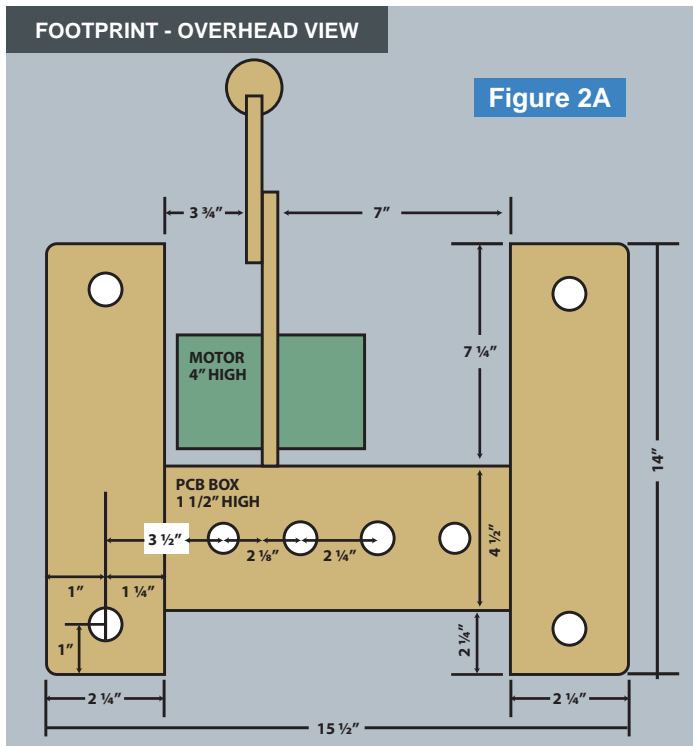 FOOTPRINT - OVERHEAD VIEW
Figure 2A
3 ¾”
7”
MOTOR
4” HIGH
7 ¼”
14”
PCB BOX
1 1/2” HIGH
3 ½”
2 ⅛”
2 ¼”
4 ½”
1”
1 ¼”
1”
2 ¼”
2 ¼”
2 ¼”
15 ½”